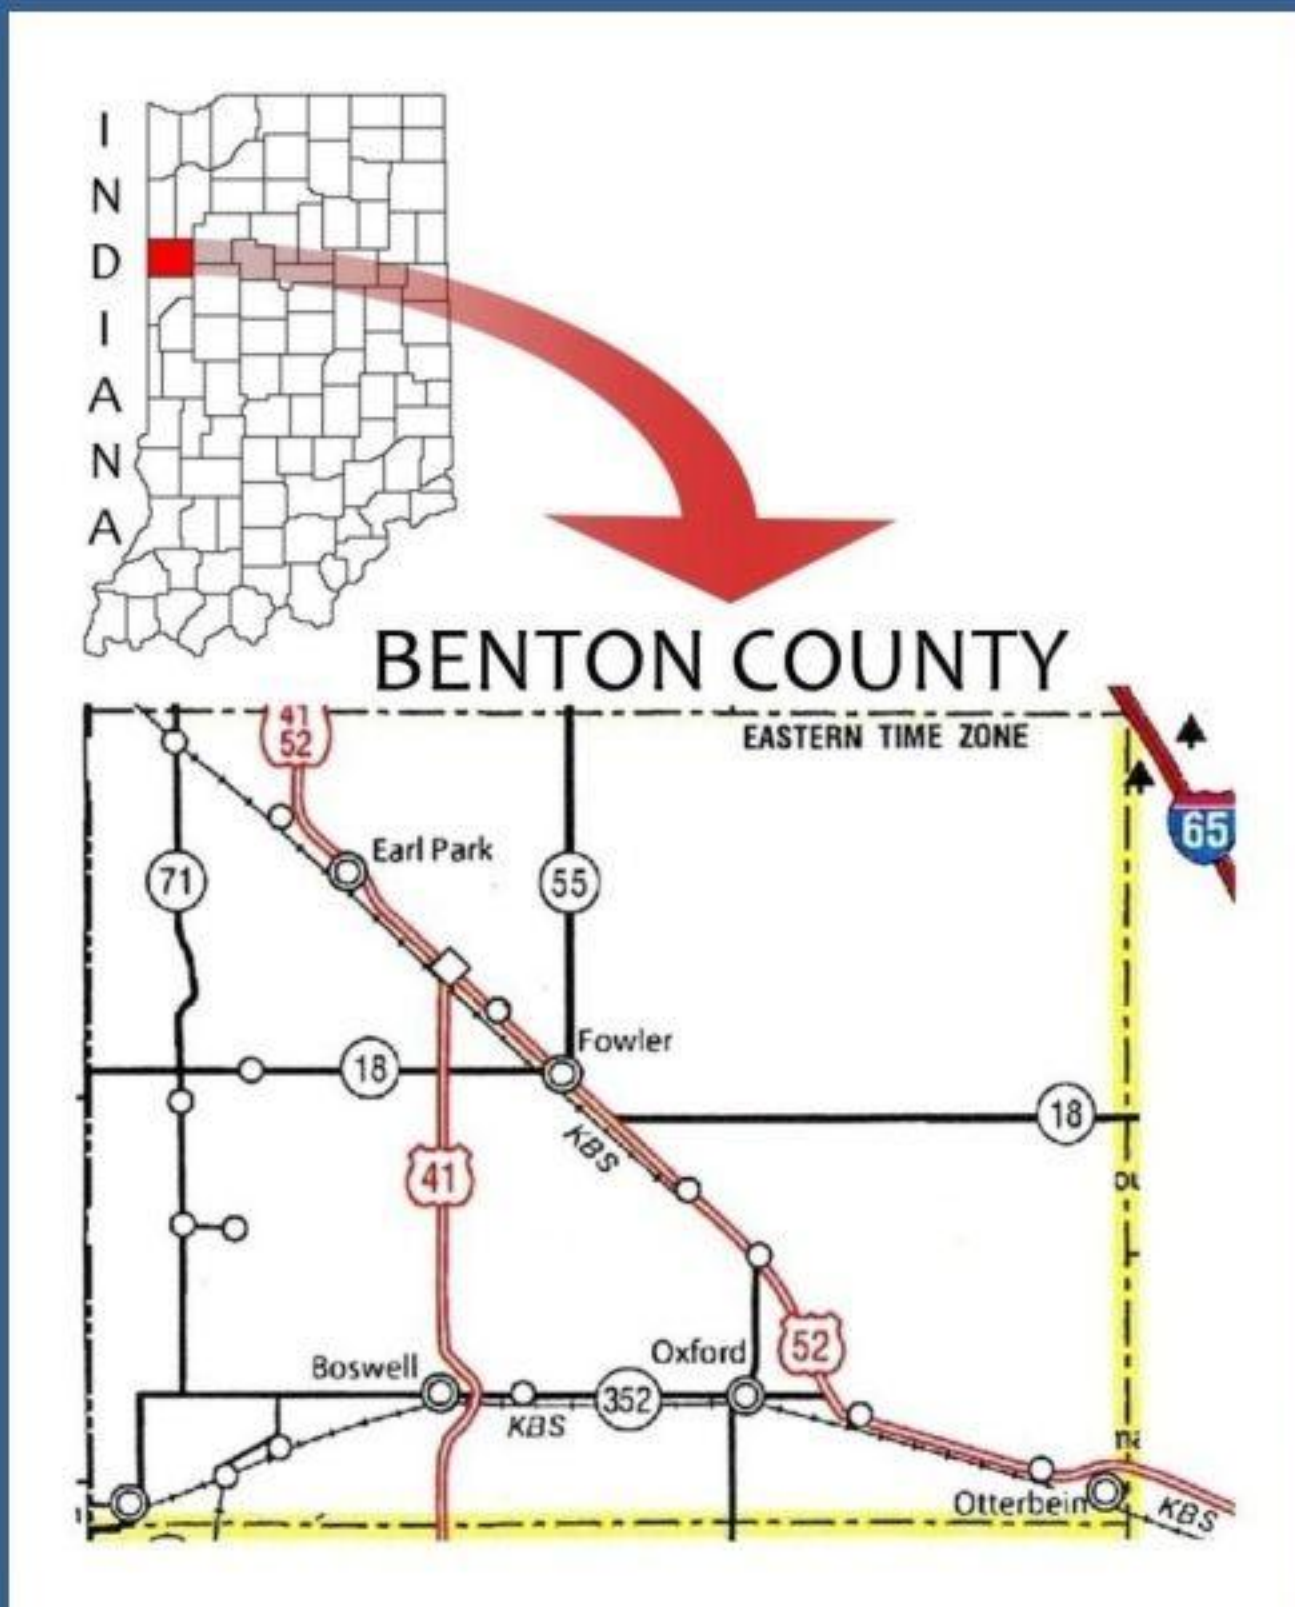 INDIANA
BENTON COUNTY
41
52
EASTERN TIME ZONE
65
Earl Park
71
55
Fowler
18
18
KBS
41
52
Oxford
Boswell
352
KBS
Otterbein
KBS